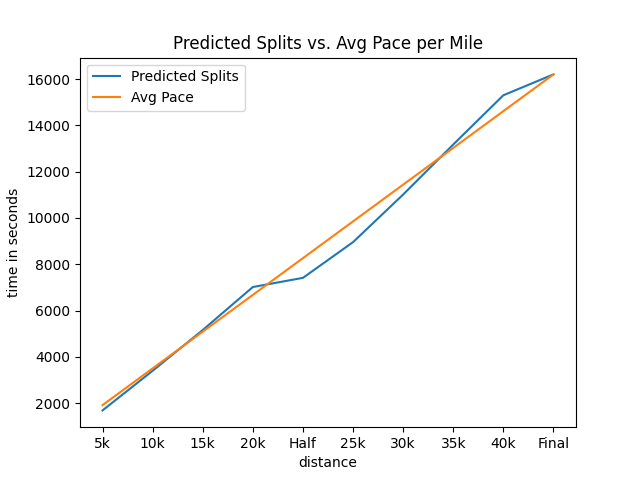 Predicted Splits vs. Avg Pace per Mile
Predicted Splits
Avg Pace
16000
14000
12000
10000
8000
6000
4000
2000
time in seconds
5k 10k 15k 20k Half 25k 30k 35k 40k Final
distance